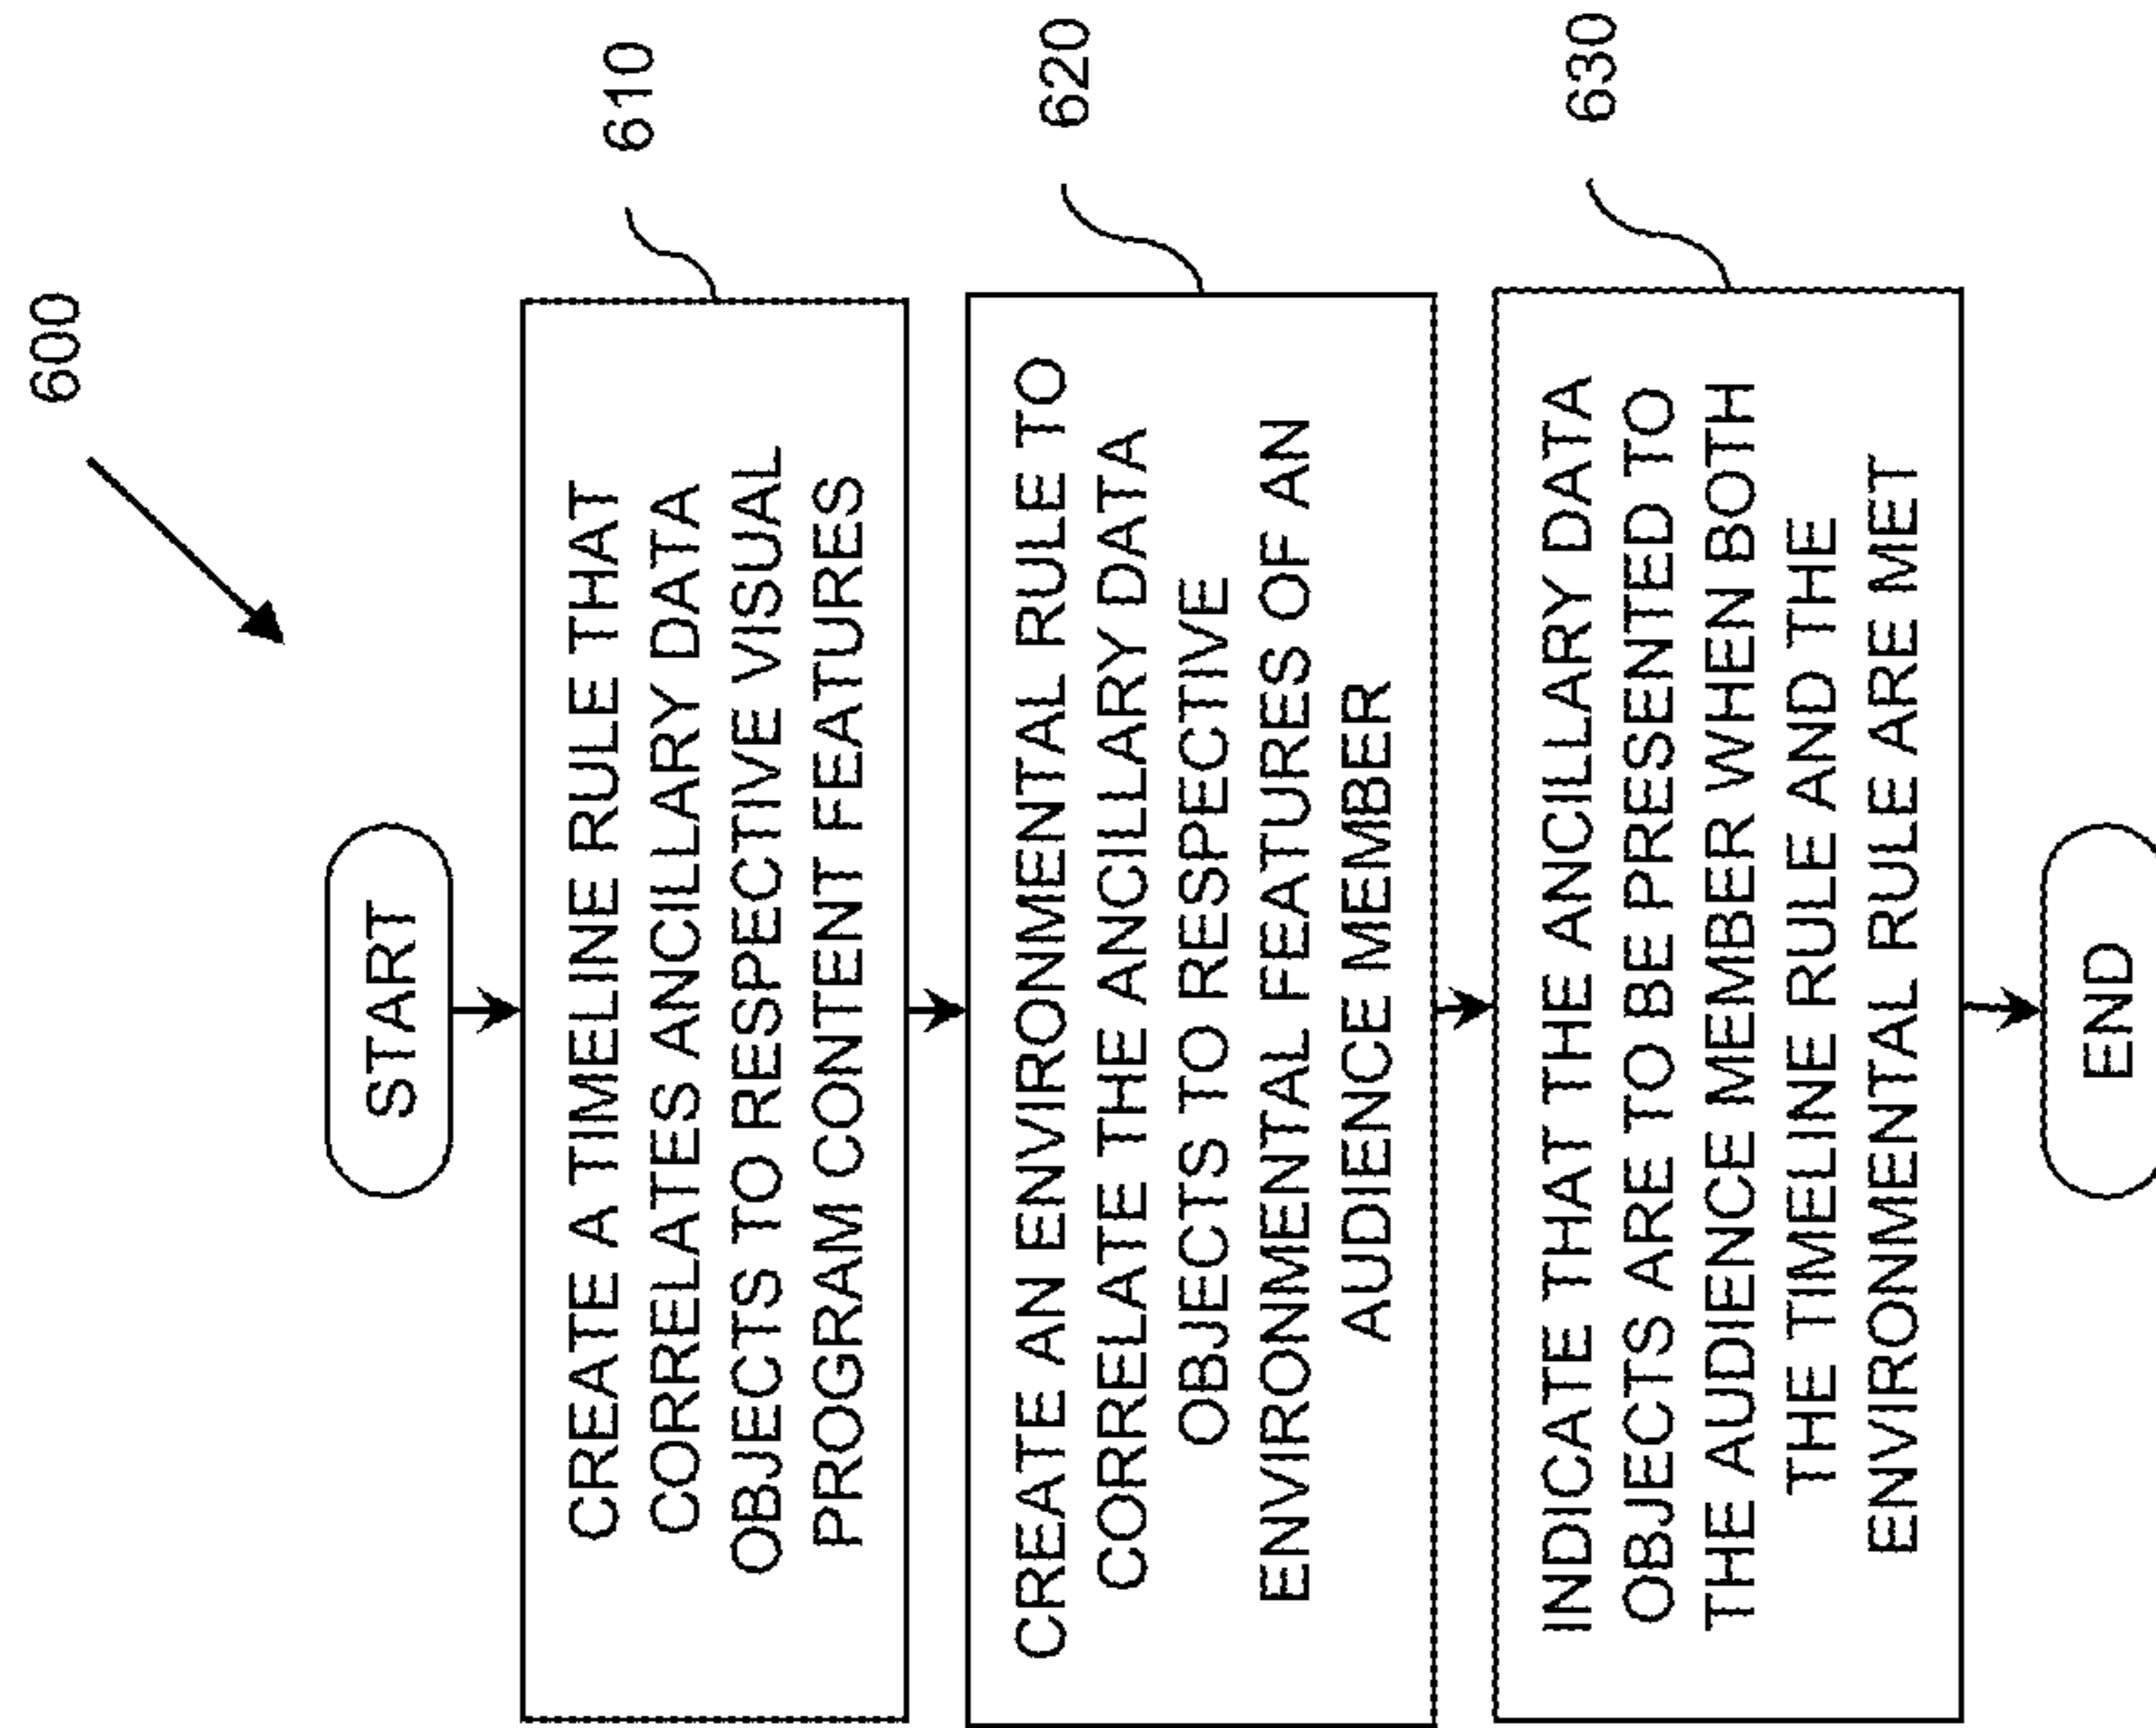 600
START
CREATE A TIMELINE RULE THAT
CORRELATES ANCILLARY DATA
OBJECTS TO RESPECTIVE VISUAL
PROGRAM CONTENT FEATURES
610
CREATE AN ENVIRONMENTAL RULE TO
CORRELATE THE ANCILLARY DATA
OBJECTS TO RESPECTIVE
ENVIRONMENTAL FEATURES OF AN
AUDIENCE MEMBER
620
INDICATE THAT THE ANCILLARY DATA
OBJECTS ARE TO BE PRESENTED TO
THE AUDIENCE MEMBER WHEN BOTH
THE TIMELINE RULE AND THE
ENVIRONMENTAL RULE ARE MET
630
END